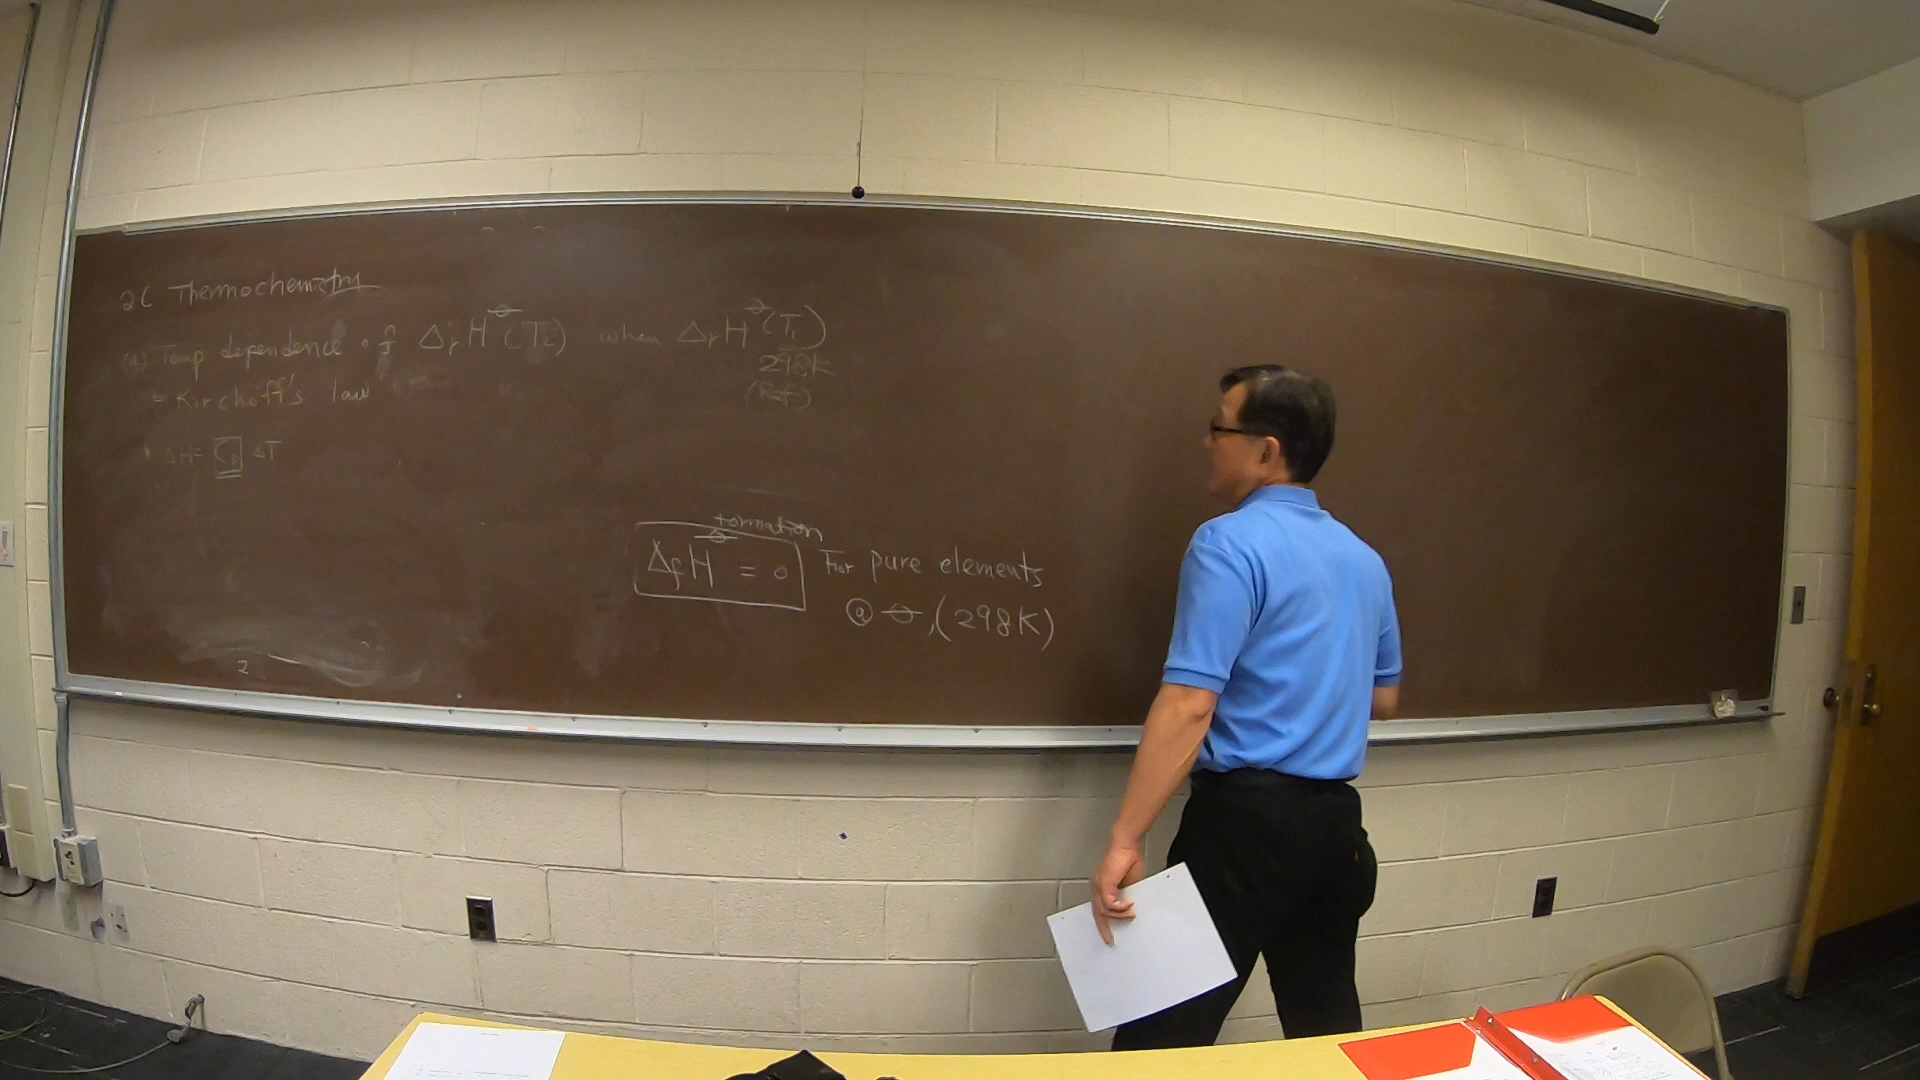 2C Thermochemistry
(4) Temp dependence of ΔrH⦵(T2) when ΔrH⦵(T1)
298K
= Kirchoff's law (Ref.)
ΔH = Cp ΔT
formation
ΔfH⦵ = 0 For pure elements
@ ⦵, (298K)
2